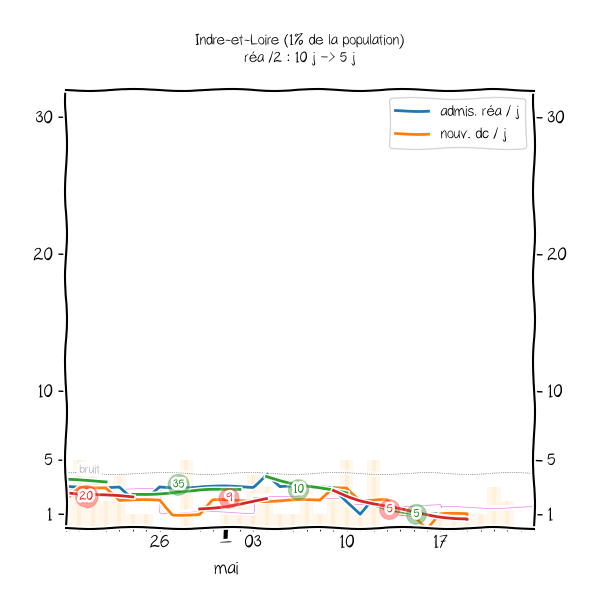 Indre-et-Loire (1% de la population)
réa /2 : 10 j -> 5 j
admis. réa / j
nouv. dc / j
30 30
20 20
10 10
5 5
bruit
35
20 9 10
5 5
1 1
26 03 10 17
mai